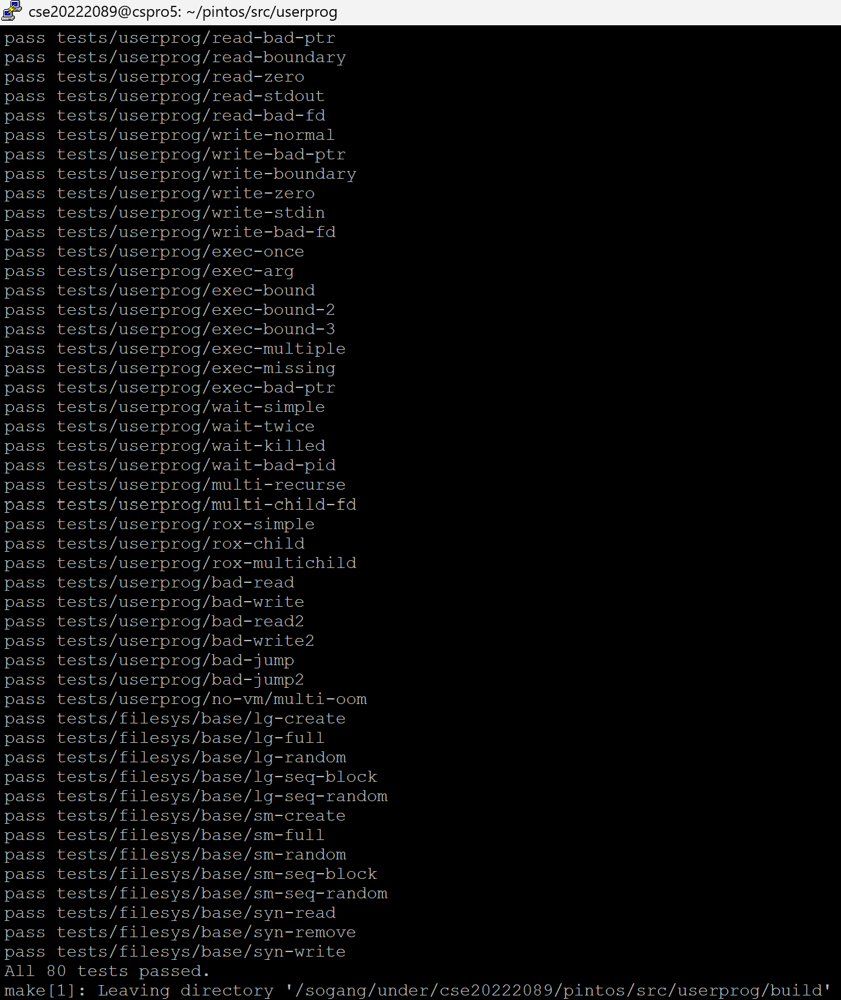 cse20222089@cspro5: ~/pintos/src/userprog
pass tests/userprog/read-bad-ptr
pass tests/userprog/read-boundary
pass tests/userprog/read-zero
pass tests/userprog/read-stdout
pass tests/userprog/read-bad-fd
pass tests/userprog/write-normal
pass tests/userprog/write-bad-ptr
pass tests/userprog/write-boundary
pass tests/userprog/write-zero
pass tests/userprog/write-stdin
pass tests/userprog/write-bad-fd
pass tests/userprog/exec-once
pass tests/userprog/exec-arg
pass tests/userprog/exec-bound
pass tests/userprog/exec-bound-2
pass tests/userprog/exec-bound-3
pass tests/userprog/exec-multiple
pass tests/userprog/exec-missing
pass tests/userprog/exec-bad-ptr
pass tests/userprog/wait-simple
pass tests/userprog/wait-twice
pass tests/userprog/wait-killed
pass tests/userprog/wait-bad-pid
pass tests/userprog/multi-recurse
pass tests/userprog/multi-child-fd
pass tests/userprog/rox-simple
pass tests/userprog/rox-child
pass tests/userprog/rox-multichild
pass tests/userprog/bad-read
pass tests/userprog/bad-write
pass tests/userprog/bad-read2
pass tests/userprog/bad-write2
pass tests/userprog/bad-jump
pass tests/userprog/bad-jump2
pass tests/userprog/no-vm/multi-oom
pass tests/filesys/base/lg-create
pass tests/filesys/base/lg-full
pass tests/filesys/base/lg-random
pass tests/filesys/base/lg-seq-block
pass tests/filesys/base/lg-seq-random
pass tests/filesys/base/sm-create
pass tests/filesys/base/sm-full
pass tests/filesys/base/sm-random
pass tests/filesys/base/sm-seq-block
pass tests/filesys/base/sm-seq-random
pass tests/filesys/base/syn-read
pass tests/filesys/base/syn-remove
pass tests/filesys/base/syn-write
All 80 tests passed.
make[1]: Leaving directory '/sogang/under/cse20222089/pintos/src/userprog/build'